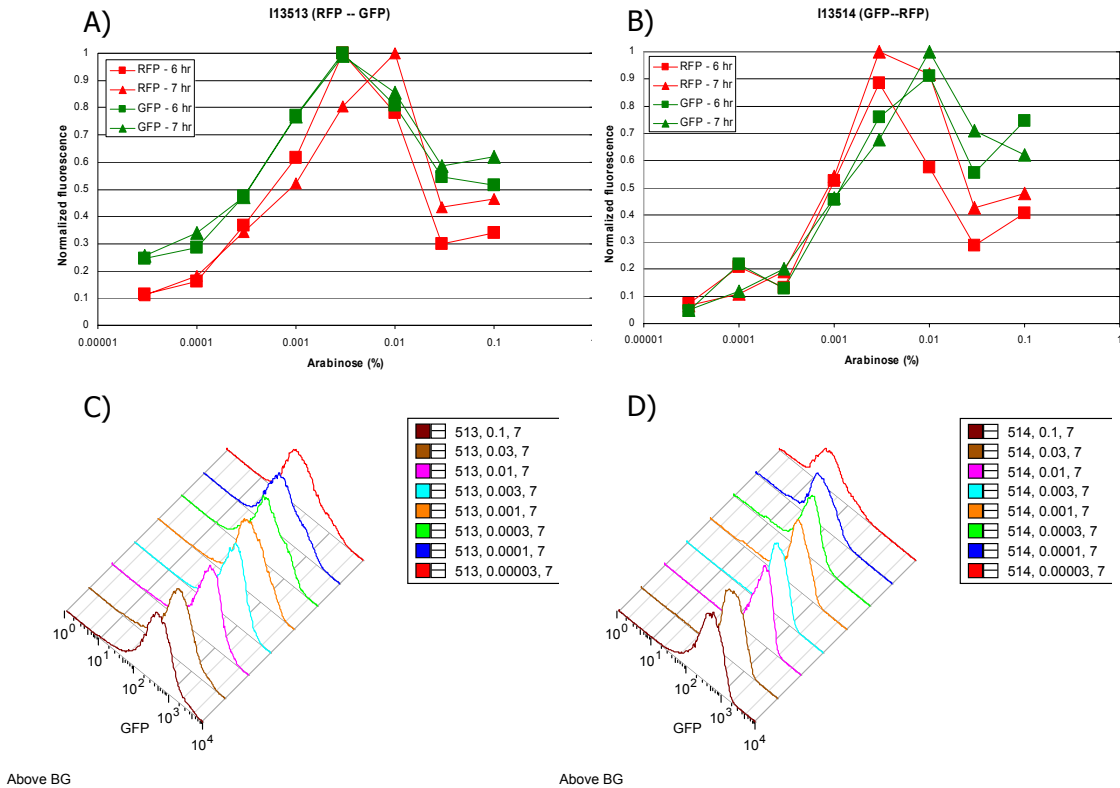 A)
I13513 (RFP -- GFP)
1
0.9
0.8
0.7
0.6
0.5
0.4
0.3
0.2
0.1
0
Normalized fluorescence
RFP - 6 hr
RFP - 7 hr
GFP - 6 hr
GFP - 7 hr
0.00001
0.0001
0.001
0.01
0.1
1
Arabinose (%)
B)
I13514 (GFP--RFP)
1
0.9
0.8
0.7
0.6
0.5
0.4
0.3
0.2
0.1
0
Normalized fluorescence
RFP - 6 hr
RFP - 7 hr
GFP - 6 hr
GFP - 7 hr
0.00001
0.0001
0.001
0.01
0.1
1
Arabinose (%)
C)
513, 0.1, 7
513, 0.03, 7
513, 0.01, 7
513, 0.003, 7
513, 0.001, 7
513, 0.0003, 7
513, 0.0001, 7
513, 0.00003, 7
10^0
10^1
10^2
10^3
10^4
GFP
Above BG
D)
514, 0.1, 7
514, 0.03, 7
514, 0.01, 7
514, 0.003, 7
514, 0.001, 7
514, 0.0003, 7
514, 0.0001, 7
514, 0.00003, 7
10^0
10^1
10^2
10^3
10^4
GFP
Above BG